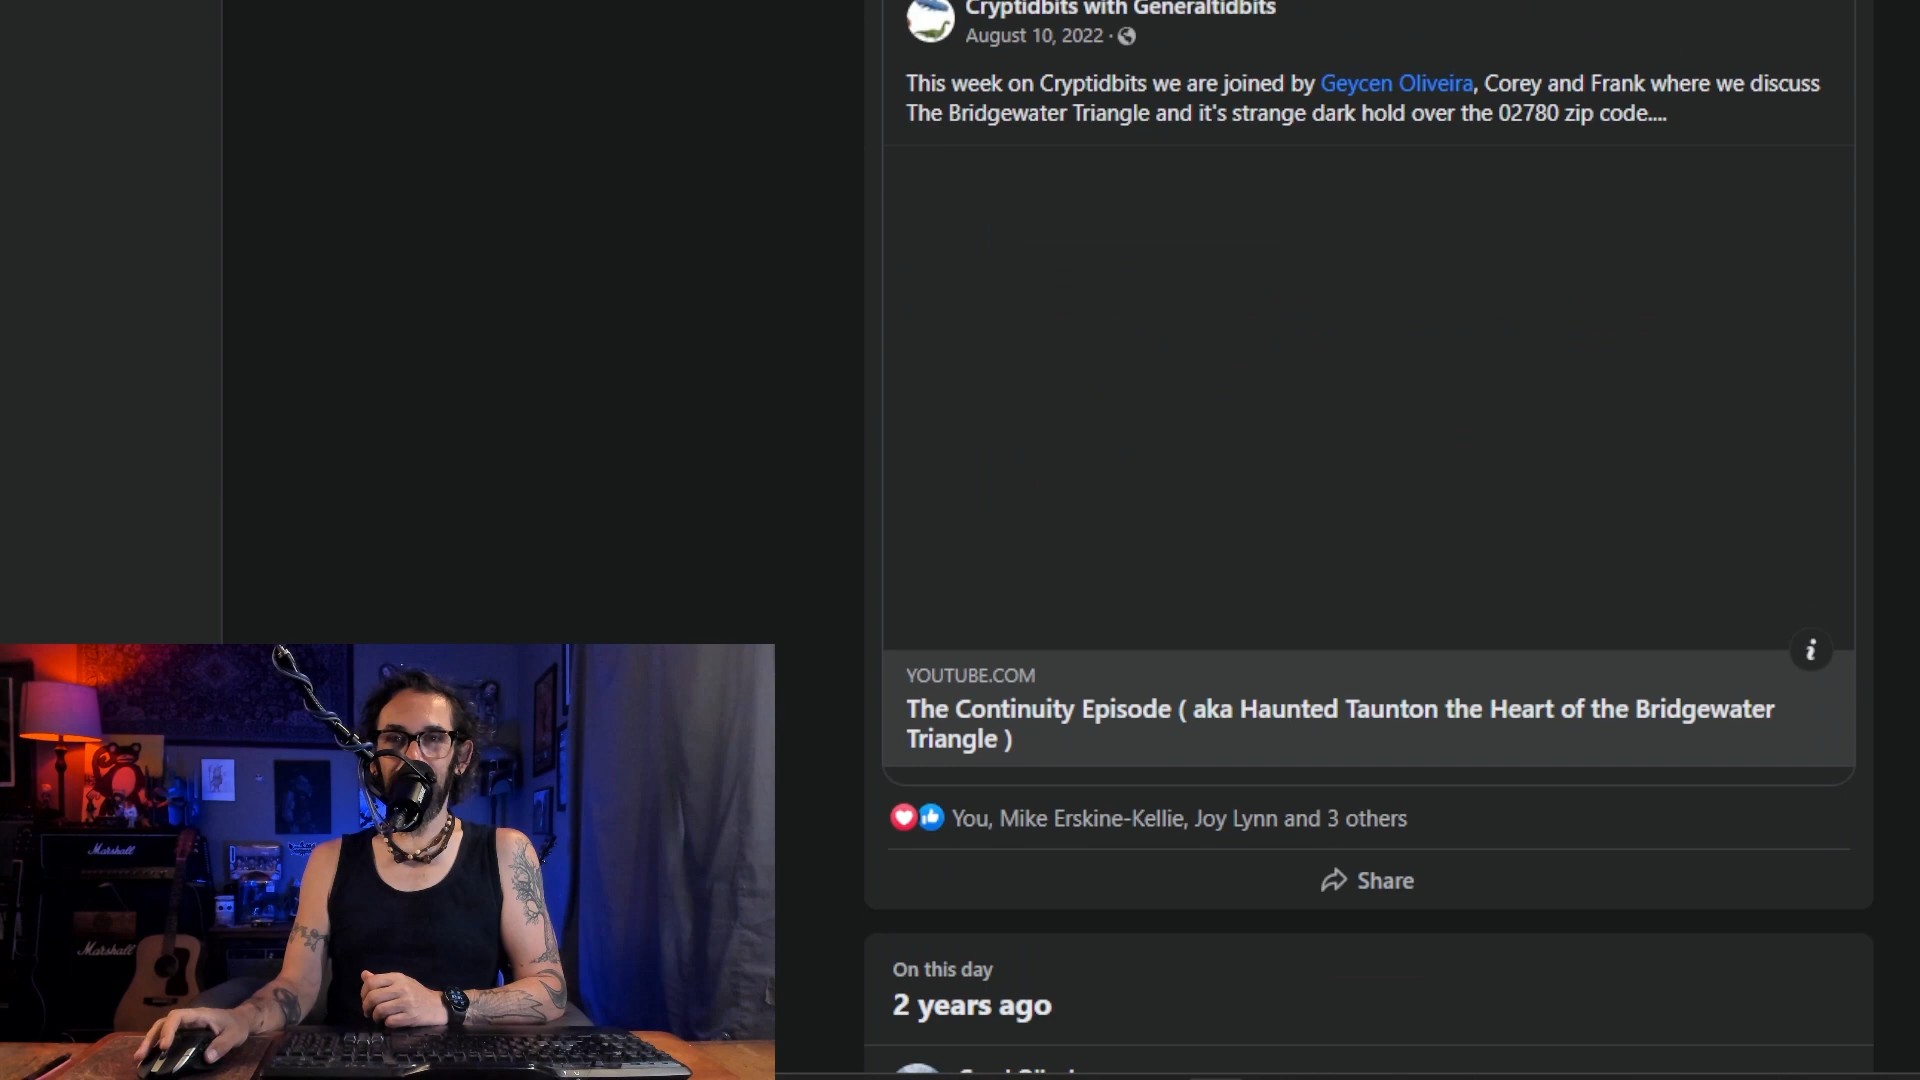 Cryptidbits with Generaltidbits
August 10, 2022 ·
This week on Cryptidbits we are joined by Geycen Oliveira, Corey and Frank where we discuss
The Bridgewater Triangle and it's strange dark hold over the 02780 zip code....
i
YOUTUBE.COM
The Continuity Episode ( aka Haunted Taunton the Heart of the Bridgewater
Triangle )
You, Mike Erskine-Kellie, Joy Lynn and 3 others
Share
On this day
2 years ago
Marshall
Marshall